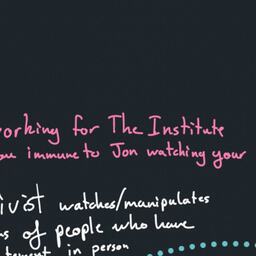 orking for The Institute
ou immune to Jon watching your
ivist watches/manipulates
s of people who have
tement in person